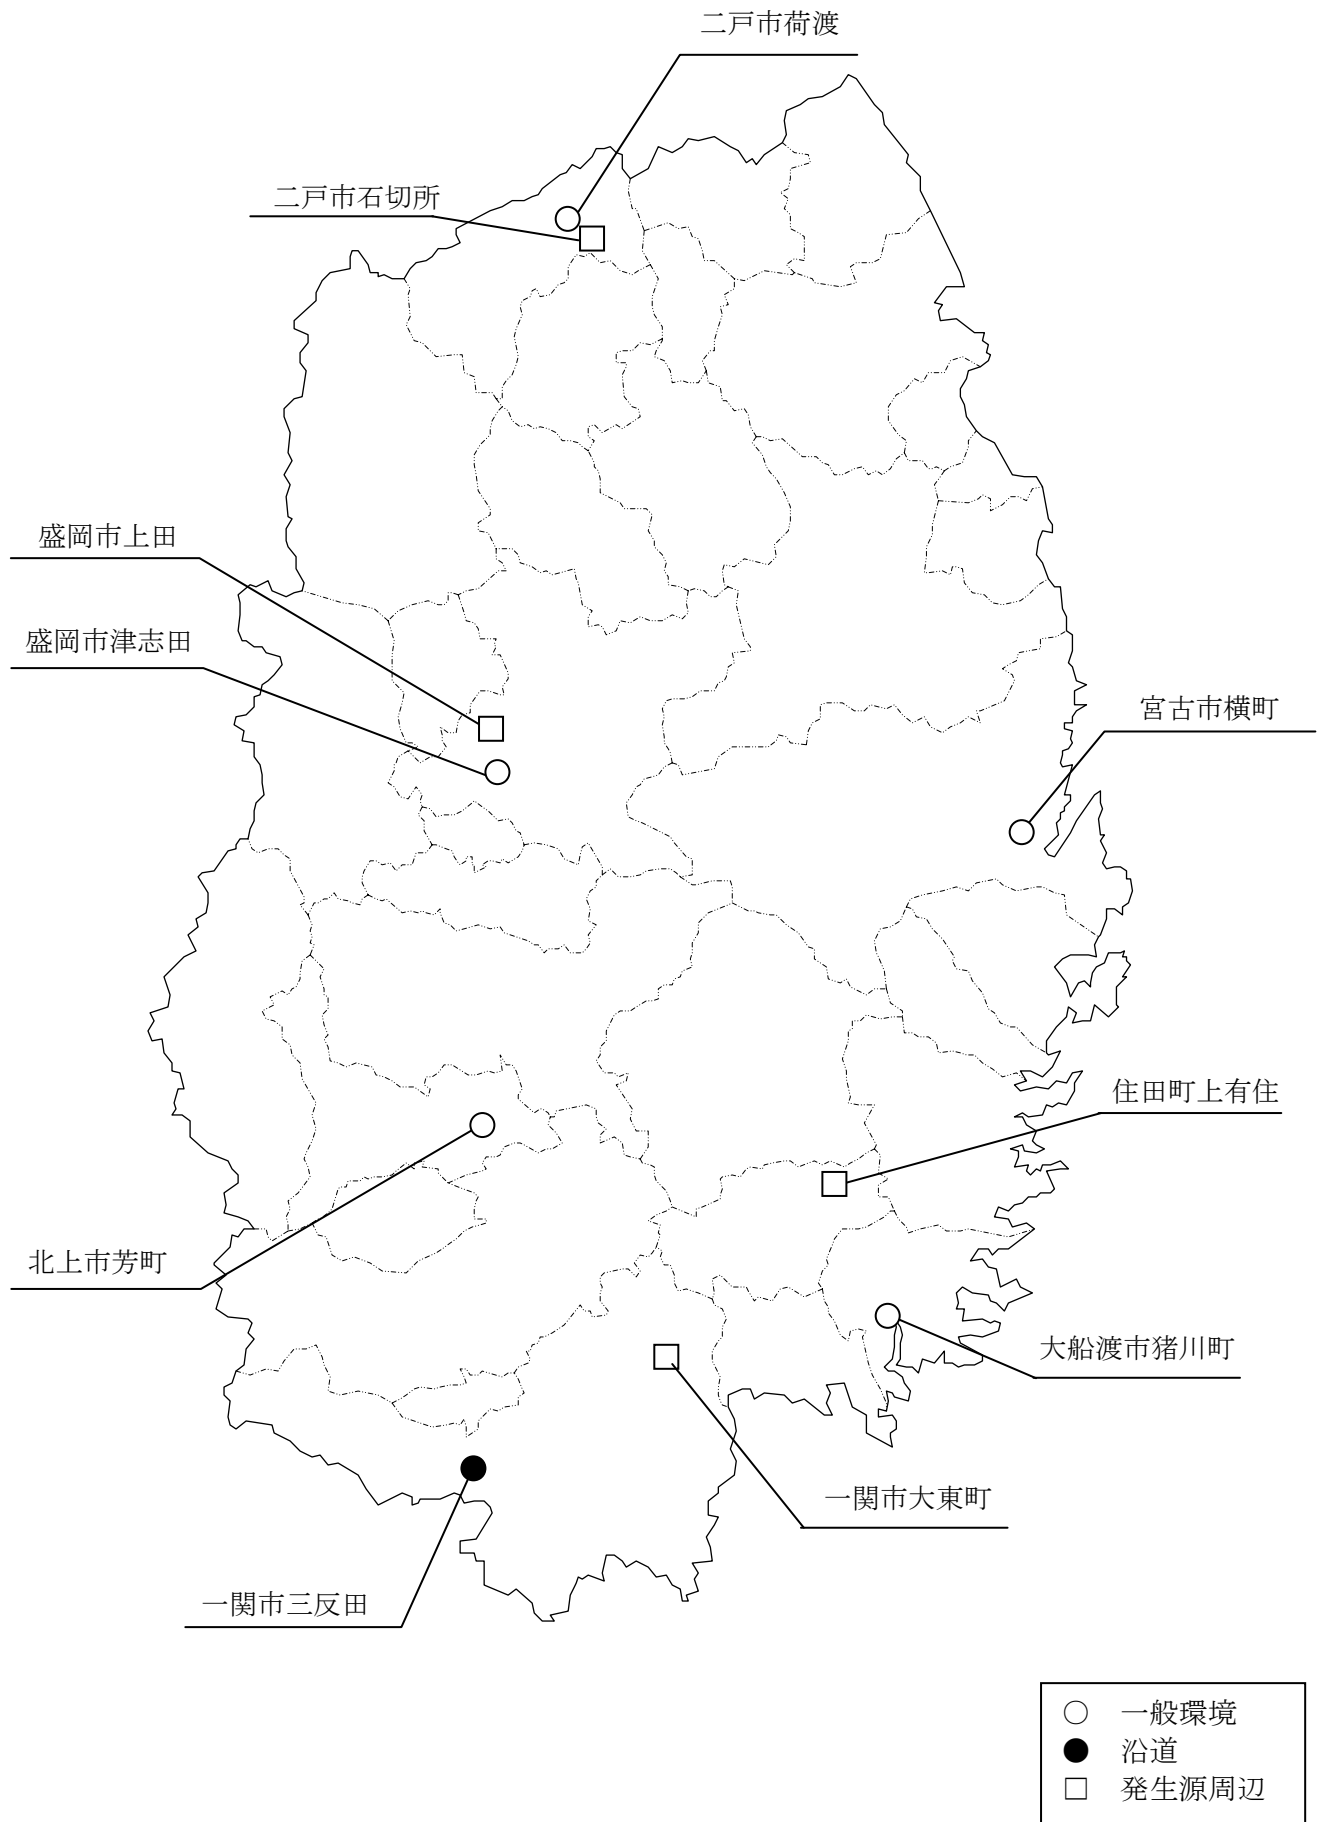 二戸市荷渡
二戸市石切所
盛岡市上田
盛岡市津志田
宮古市横町
住田町上有住
北上市芳町
大船渡市猪川町
一関市大東町
一関市三反田
○ 一般環境
● 沿道
□ 発生源周辺